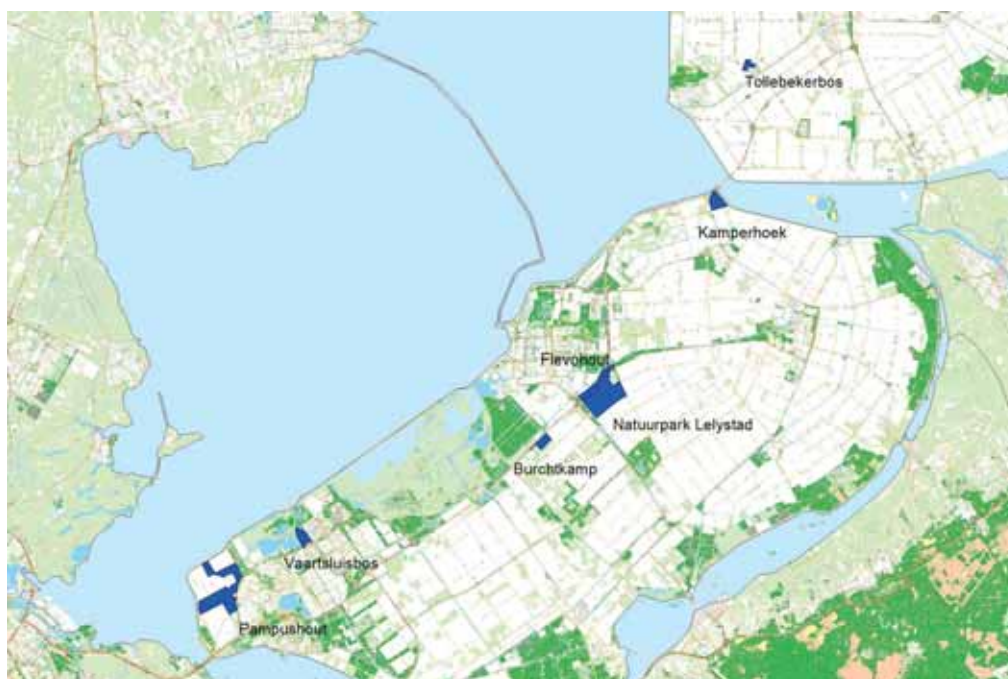 Tollebekerbos
Kamperhoek
Flevohout
Natuurpark Lelystad
Burchtkamp
Vaartsluisbos
Pampushout